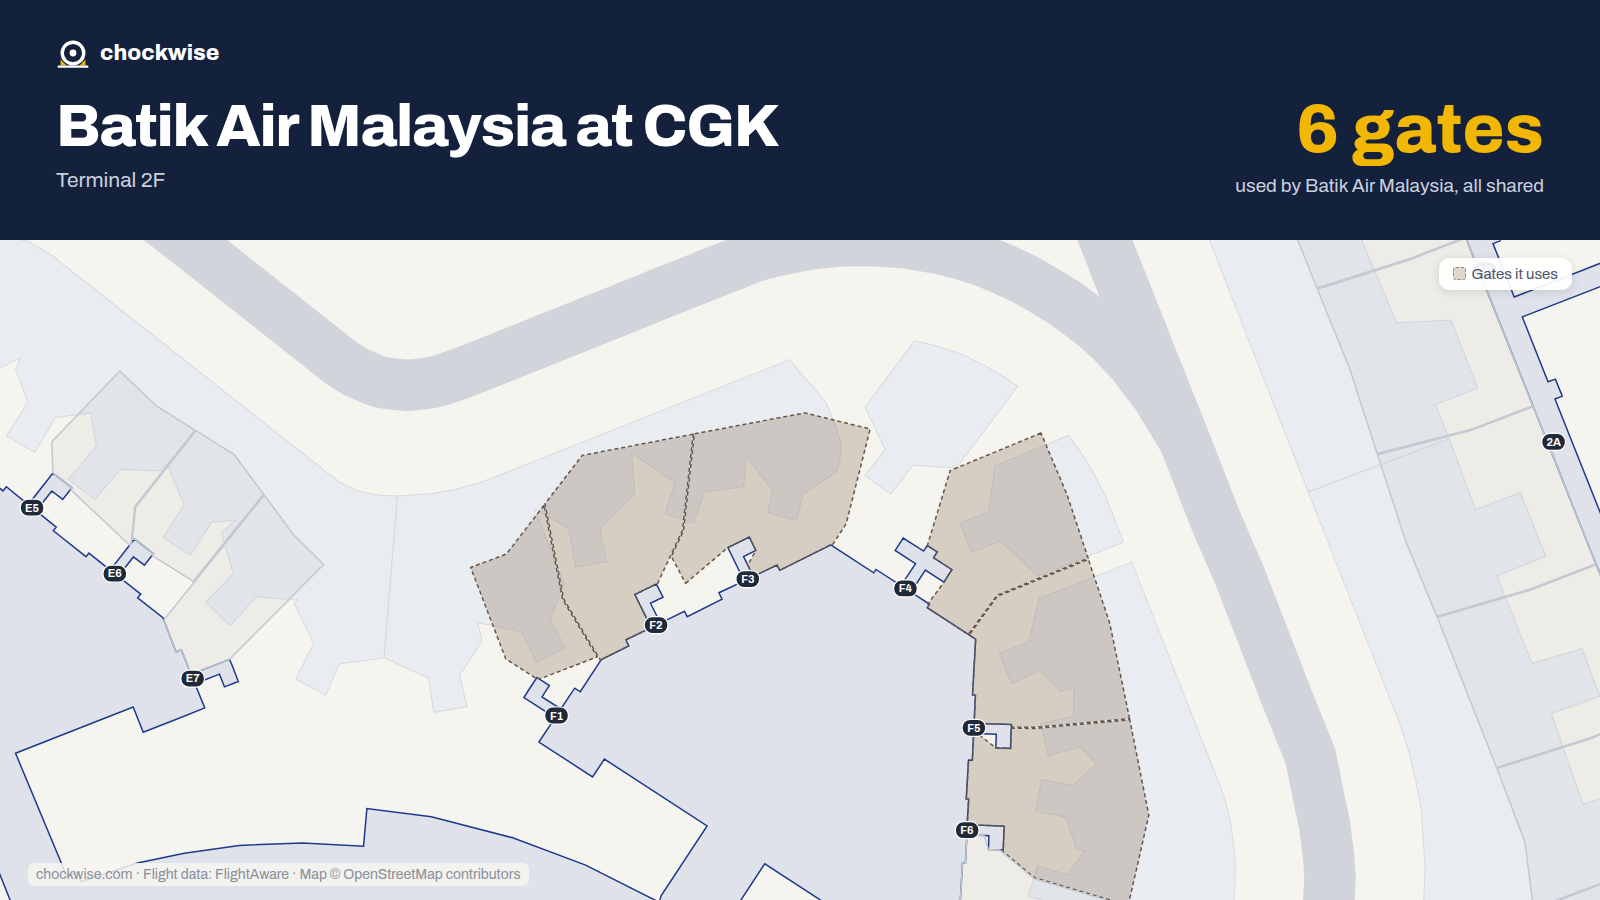 chockwise
Batik Air Malaysia at CGK
Terminal 2F
6 gates
used by Batik Air Malaysia, all shared
Gates it uses
2A
E5
E6
E7
F1
F2
F3
F4
F5
F6
chockwise.com · Flight data: FlightAware · Map © OpenStreetMap contributors